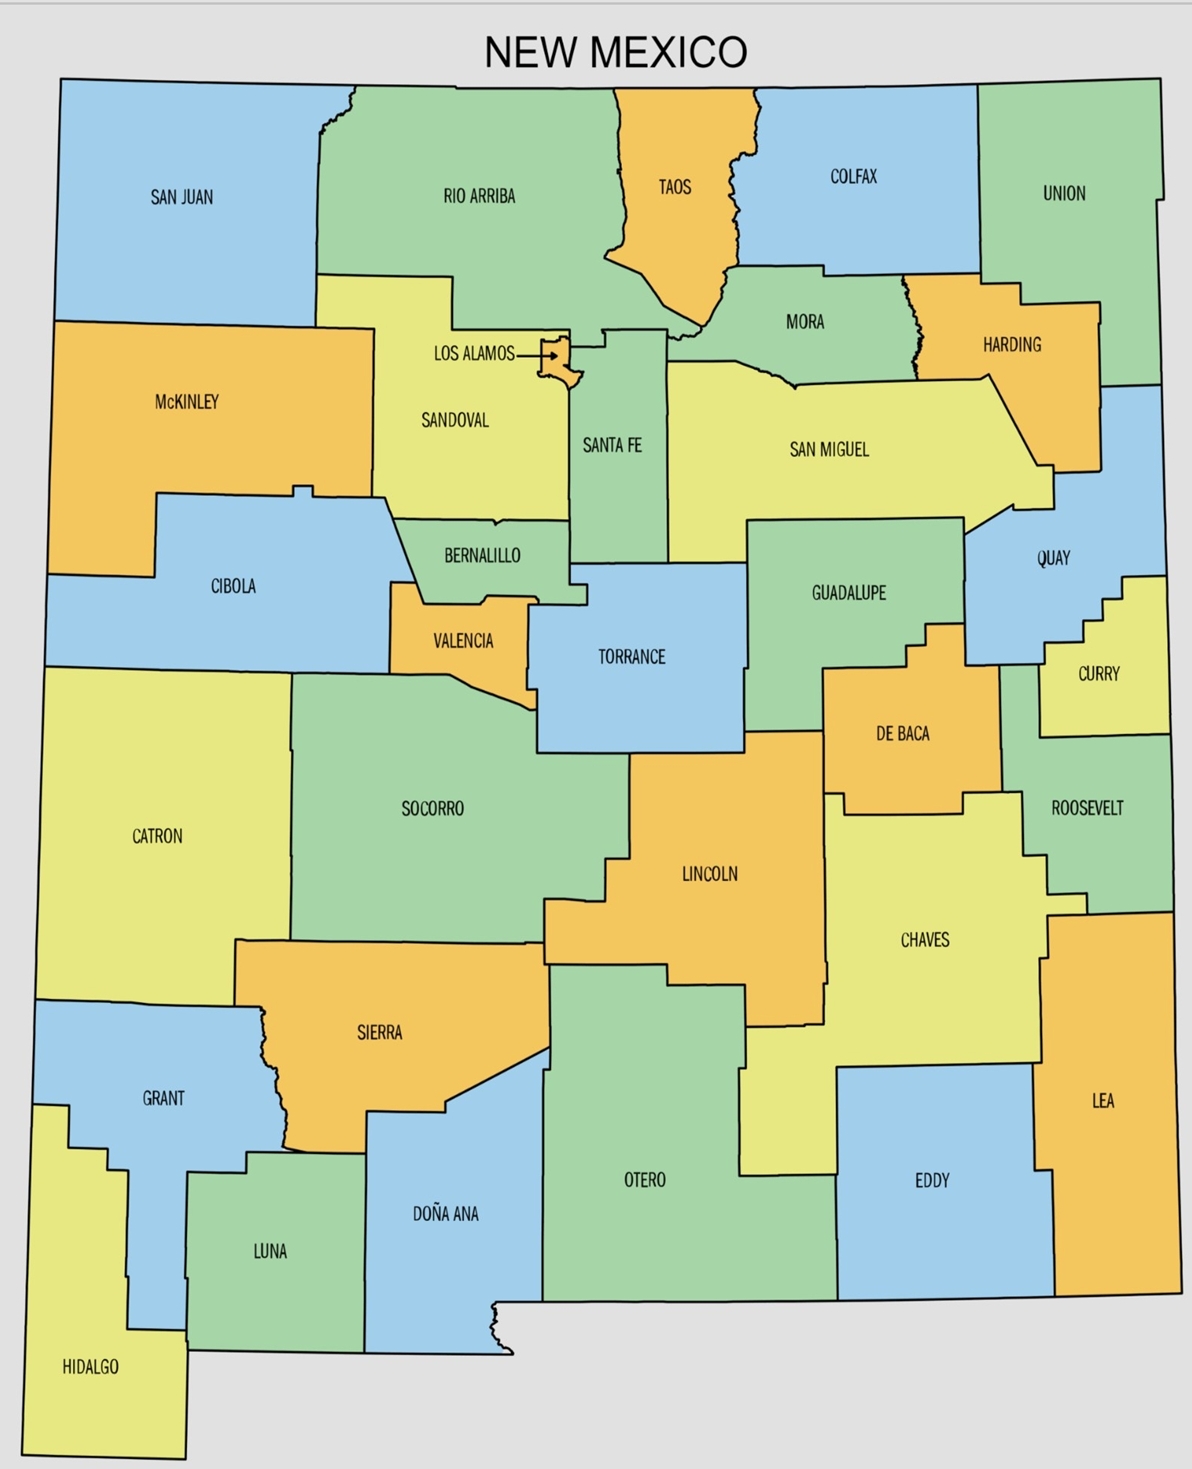 NEW MEXICO
SAN JUAN
RIO ARRIBA
TAOS
COLFAX
UNION
MORA
HARDING
LOS ALAMOS
McKINLEY
SANDOVAL
SANTA FE
SAN MIGUEL
BERNALILLO
QUAY
CIBOLA
GUADALUPE
VALENCIA
TORRANCE
CURRY
DE BACA
CATRON
SOCORRO
ROOSEVELT
LINCOLN
CHAVES
SIERRA
GRANT
LEA
OTERO
EDDY
DOÑA ANA
LUNA
HIDALGO